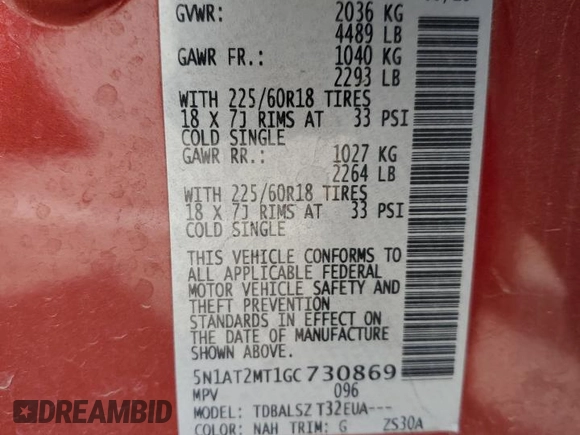 GVWR: 2036 KG
4489 LB
GAWR FR.: 1040 KG
2293 LB
WITH 225/60R18 TIRES
18 X 7J RIMS AT 33 PSI
COLD SINGLE
GAWR RR.: 1027 KG
2264 LB
WITH 225/60R18 TIRES
18 X 7J RIMS AT 33 PSI
COLD SINGLE
THIS VEHICLE CONFORMS TO
ALL APPLICABLE FEDERAL
MOTOR VEHICLE SAFETY AND
THEFT PREVENTION
STANDARDS IN EFFECT ON
THE DATE OF MANUFACTURE
SHOWN ABOVE.
5N1AT2MT1GC730869
MPV 096
MODEL: TDBALSZ T32EUA---
COLOR: NAH TRIM: G ZS30A
DEALERSCLUB
AUCTION